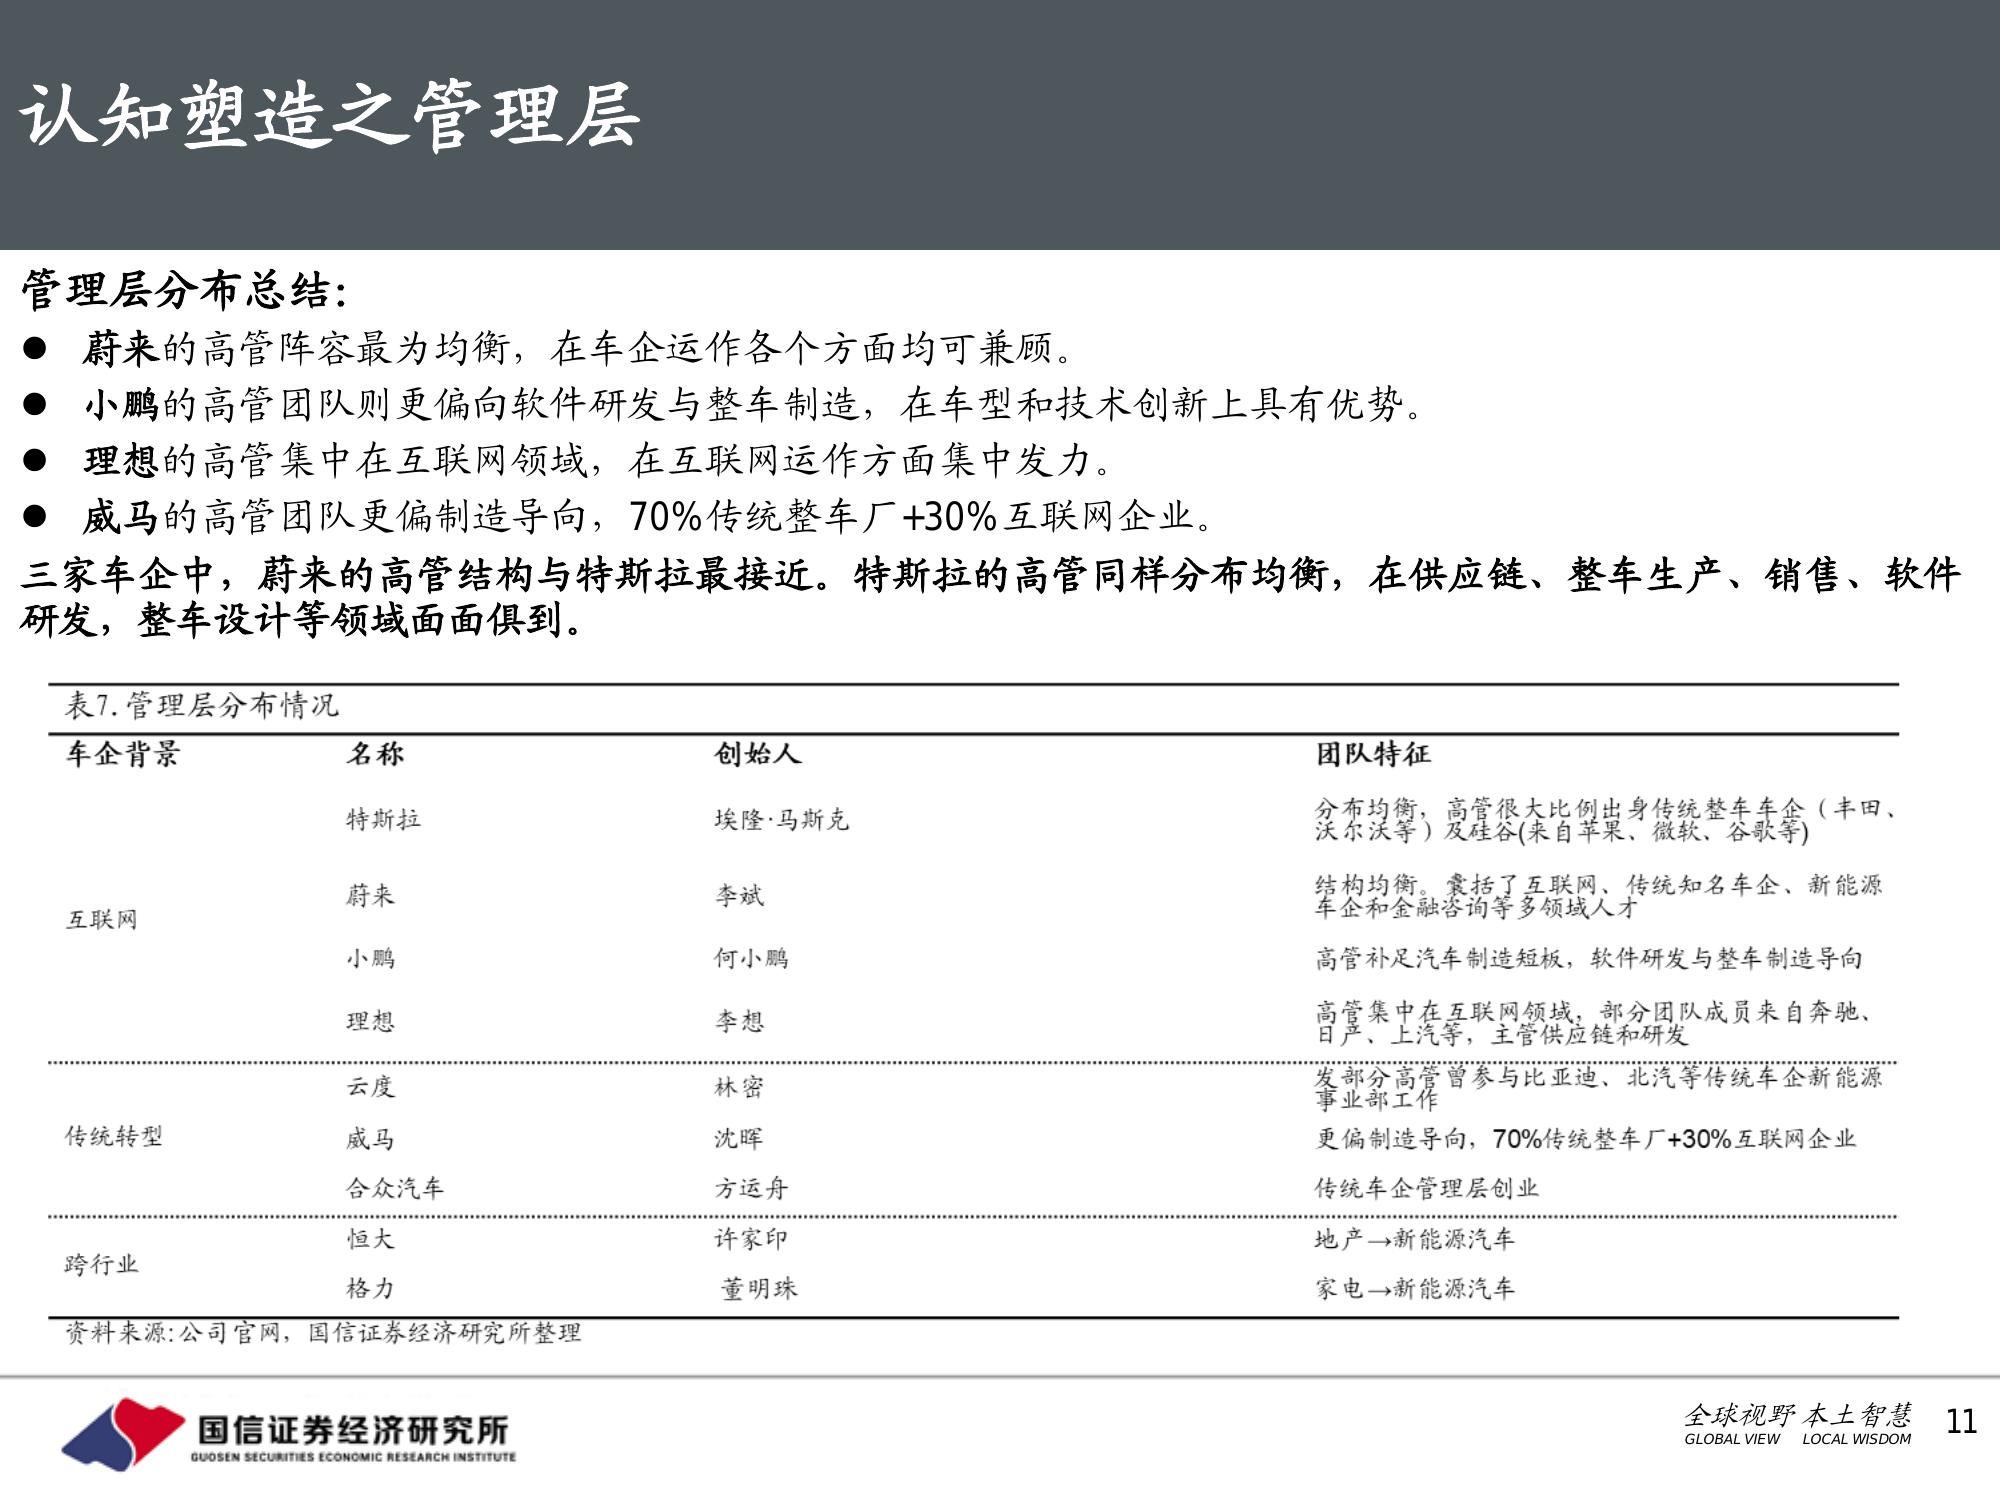 认知塑造之管理层
管理层分布总结：
● 蔚来的高管阵容最为均衡，在车企运作各个方面均可兼顾。
● 小鹏的高管团队则更偏向软件研发与整车制造，在车型和技术创新上具有优势。
● 理想的高管集中在互联网领域，在互联网运作方面集中发力。
● 威马的高管团队更偏制造导向，70%传统整车厂+30%互联网企业。
三家车企中，蔚来的高管结构与特斯拉最接近。特斯拉的高管同样分布均衡，在供应链、整车生产、销售、软件
研发，整车设计等领域面面俱到。
表7.管理层分布情况
车企背景 名称 创始人 团队特征
互联网
特斯拉 埃隆·马斯克 分布均衡，高管很大比例出身传统整车车企（丰田、
沃尔沃等）及硅谷(来自苹果、微软、谷歌等)
蔚来 李斌 结构均衡。囊括了互联网、传统知名车企、新能源
车企和金融咨询等多领域人才
小鹏 何小鹏 高管补足汽车制造短板，软件研发与整车制造导向
理想 李想 高管集中在互联网领域，部分团队成员来自奔驰、
日产、上汽等，主管供应链和研发
传统转型
云度 林密 发部分高管曾参与比亚迪、北汽等传统车企新能源
事业部工作
威马 沈晖 更偏制造导向，70%传统整车厂+30%互联网企业
合众汽车 方运舟 传统车企管理层创业
跨行业
恒大 许家印 地产→新能源汽车
格力 董明珠 家电→新能源汽车
资料来源:公司官网，国信证券经济研究所整理
国信证券经济研究所
GUOSEN SECURITIES ECONOMIC RESEARCH INSTITUTE
全球视野 本土智慧
GLOBAL VIEW LOCAL WISDOM
11